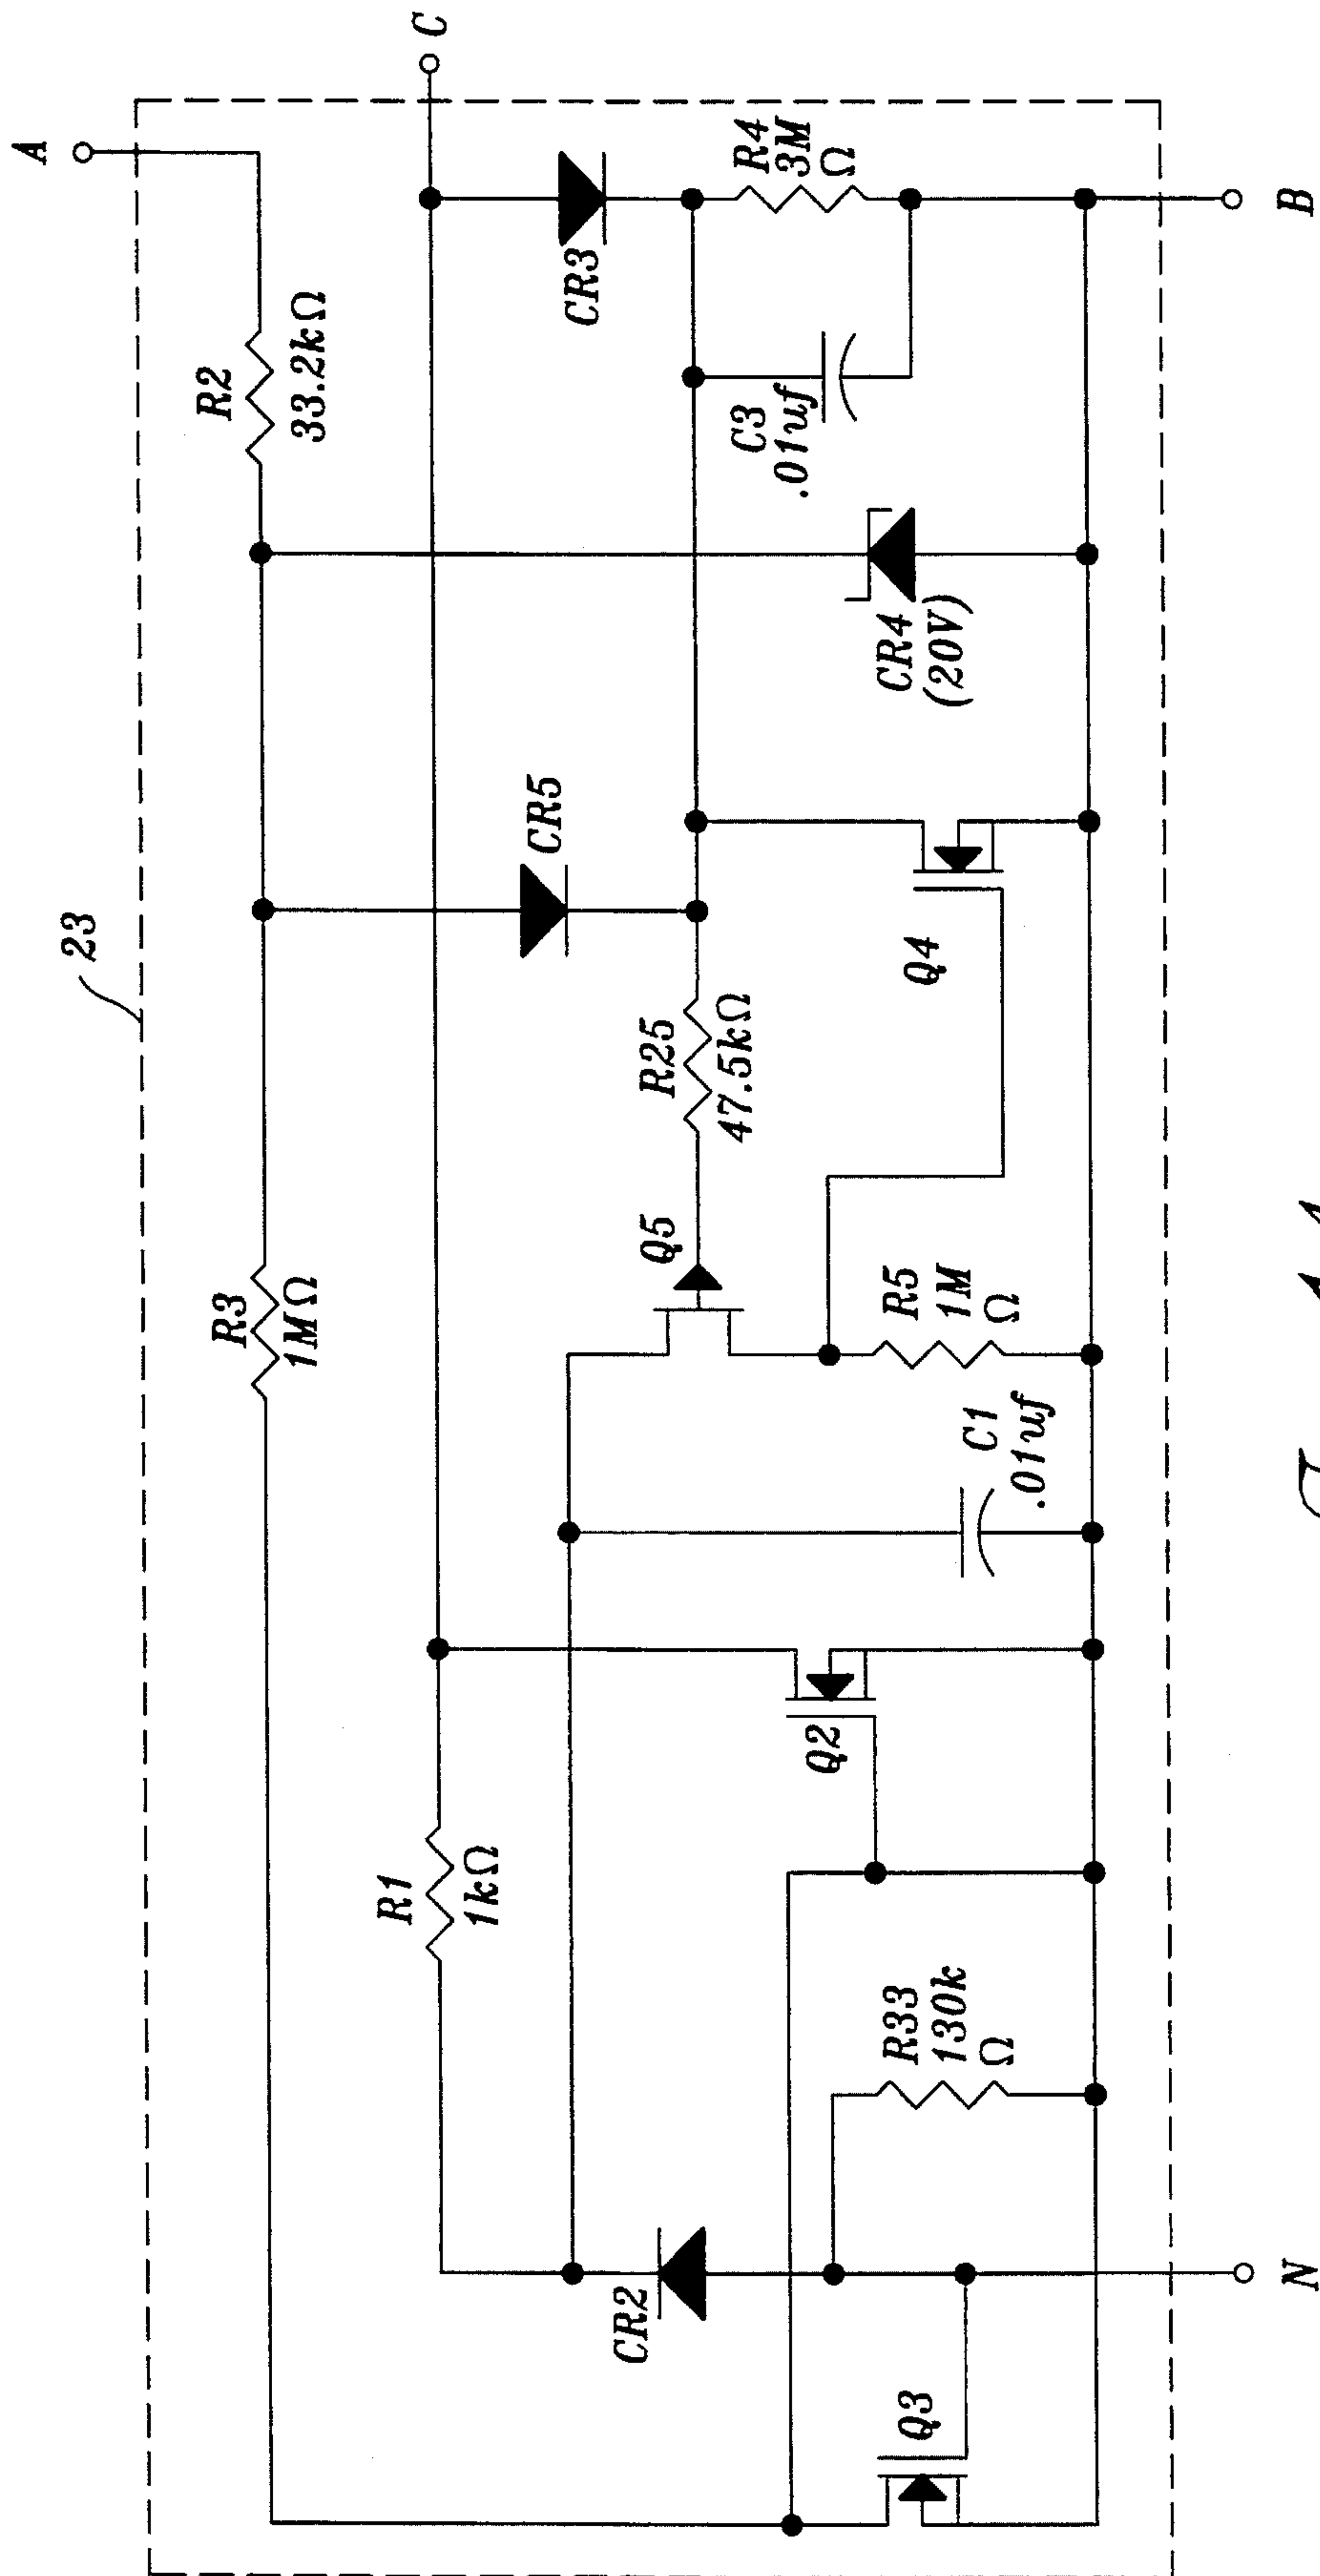 A
23
R3
1MΩ
R2
33.2kΩ
C
R1
1kΩ
CR5
CR3
Q5
R25
47.5kΩ
CR2
R4
3M
Ω
C3
.01uf
Q2
CR4
(20V)
Q3
R33
130k
Ω
R5
1M
Ω
Q4
C1
.01uf
N
B